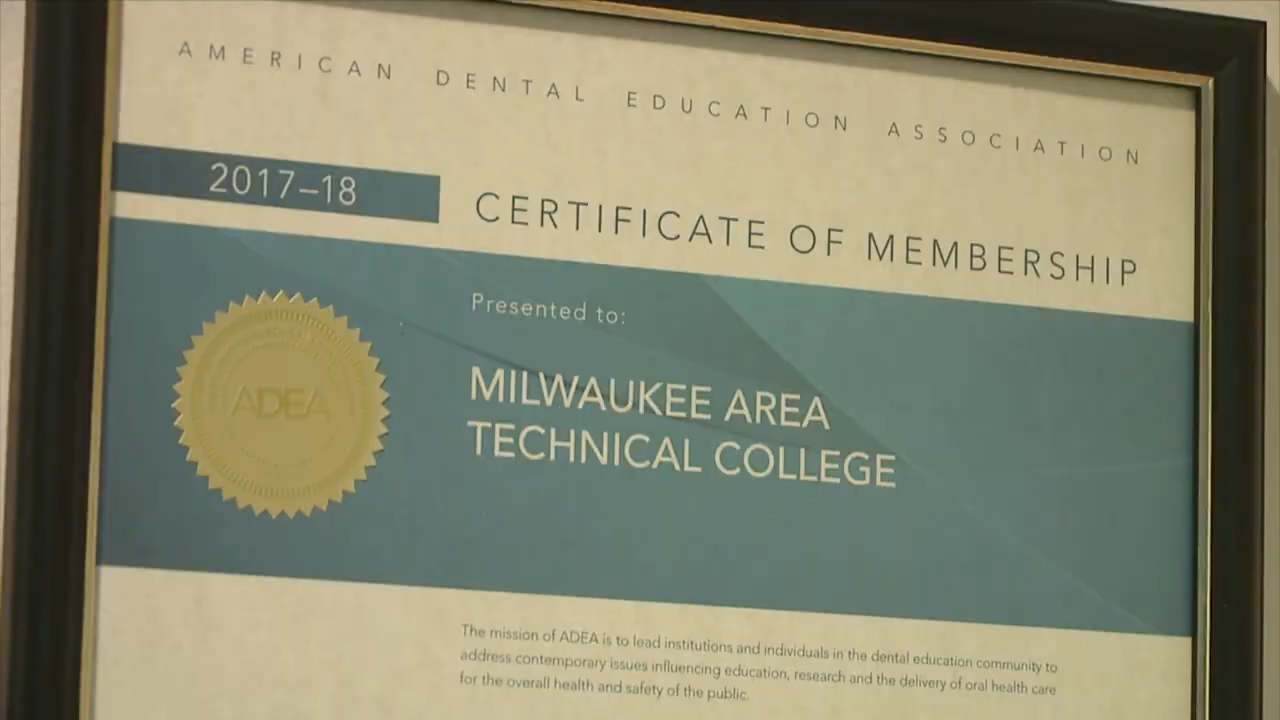 AMERICAN DENTAL EDUCATION ASSOCIATION
2017–18
CERTIFICATE OF MEMBERSHIP
Presented to:
ADEA
MILWAUKEE AREA
TECHNICAL COLLEGE
The mission of ADEA is to lead institutions and individuals in the dental education community to
address contemporary issues influencing education, research and the delivery of oral health care
for the overall health and safety of the public.